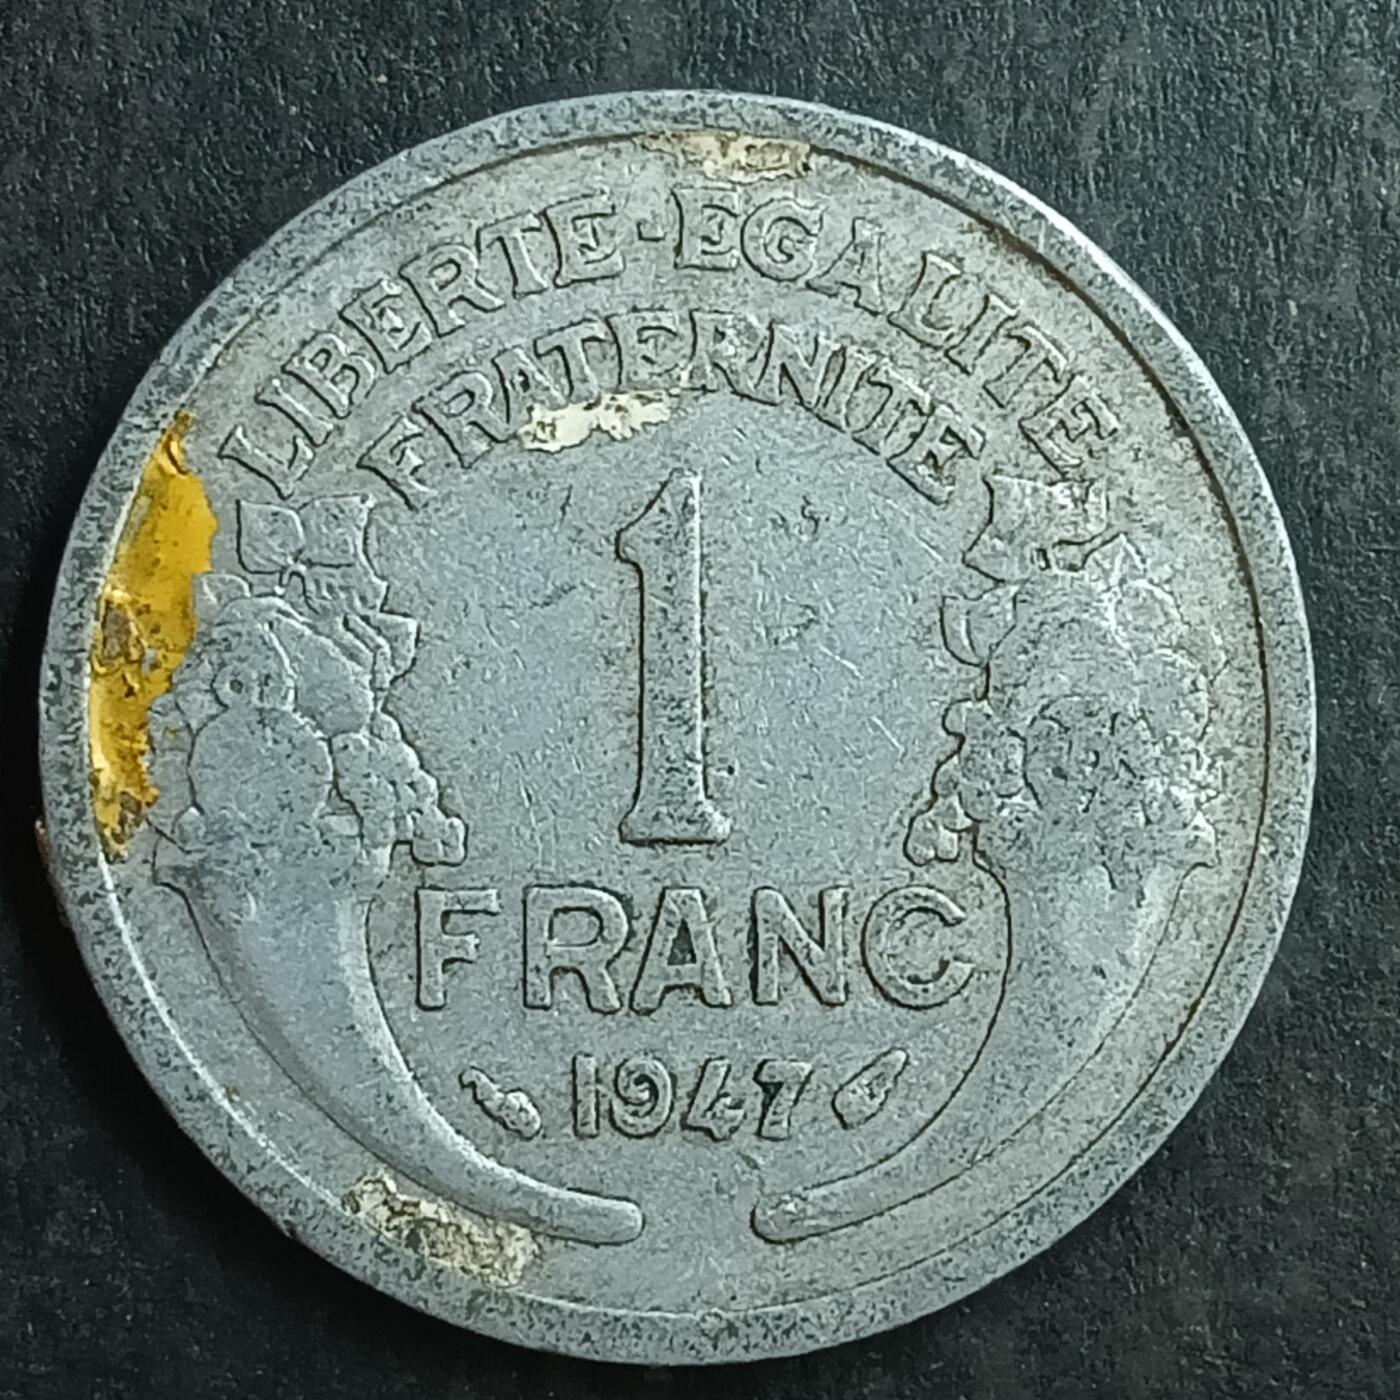 LIBERTE·EGALITE
FRATERNITE
1
FRANC
1947